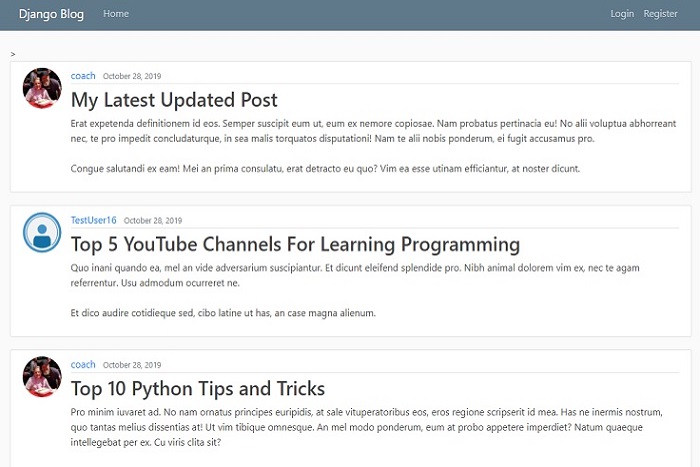 Django Blog Home Login Register
>
coach October 28, 2019
My Latest Updated Post
Erat expetenda definitionem id eos. Semper suscipit eum ut, eum ex nemore copiosae. Nam probatus pertinacia eu! No alii voluptua abhorreant
nec, te pro impedit concludaturque, in sea malis torquatos disputationi! Nam te alii nobis ponderum, ei fugit accusamus pro.
Congue salutandi ex eam! Mei an prima consulatu, erat detracto eu quo? Vim ea esse utinam efficiantur, at noster dicunt.
TestUser16 October 28, 2019
Top 5 YouTube Channels For Learning Programming
Quo inani quando ea, mel an vide adversarium suscipiantur. Et dicunt eleifend splendide pro. Nibh animal dolorem vim ex, nec te agam
referrentur. Usu admodum ocurreret ne.
Et dico audire cotidieque sed, cibo latine ut has, an case magna alienum.
coach October 28, 2019
Top 10 Python Tips and Tricks
Pro minim iuvaret ad. No nam ornatus principes euripidis, at sale vituperatoribus eos, eros regione scripserit id mea. Has ne inermis nostrum,
quo tantas melius dissentias at! Ut vim tibique omnesque. An mel modo ponderum, eum at probo appetere imperdiet? Natum quaeque
intellegebat per ex. Cu viris clita sit?